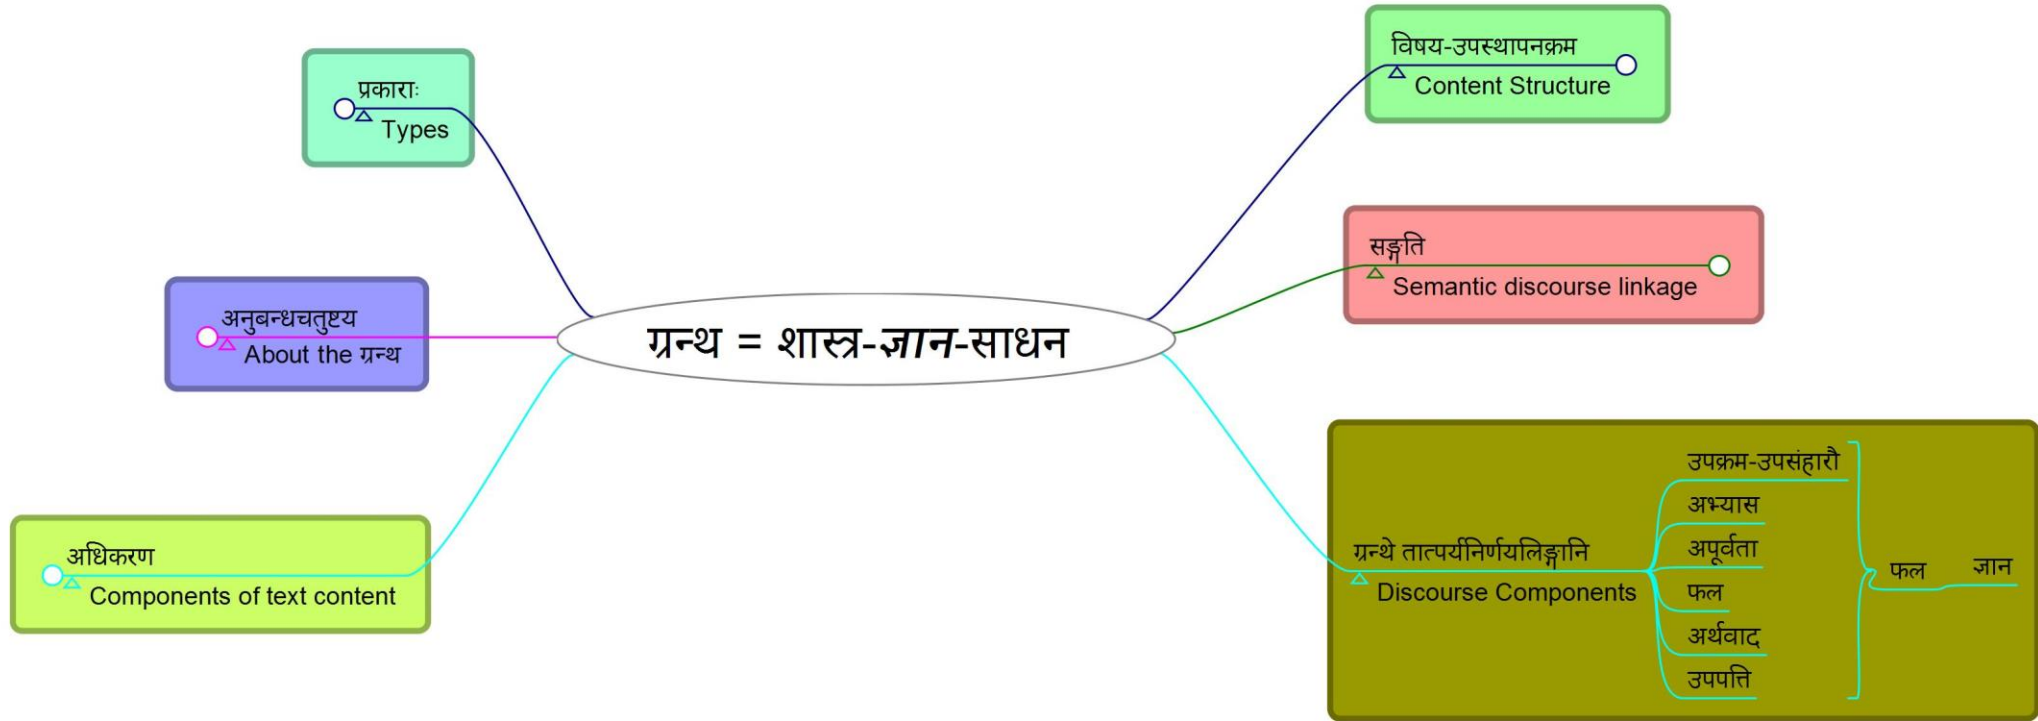 ग्रन्थ = शास्त्र-ज्ञान-साधन
प्रकाराः
Types
अनुबन्धचतुष्टय
About the ग्रन्थ
अधिकरण
Components of text content
विषय-उपस्थापनक्रम
Content Structure
सङ्गति
Semantic discourse linkage
ग्रन्थे तात्पर्यनिर्णयलिङ्गानि
Discourse Components
उपक्रम-उपसंहारौ
अभ्यास
अपूर्वता
फल
अर्थवाद
उपपत्ति
फल
ज्ञान